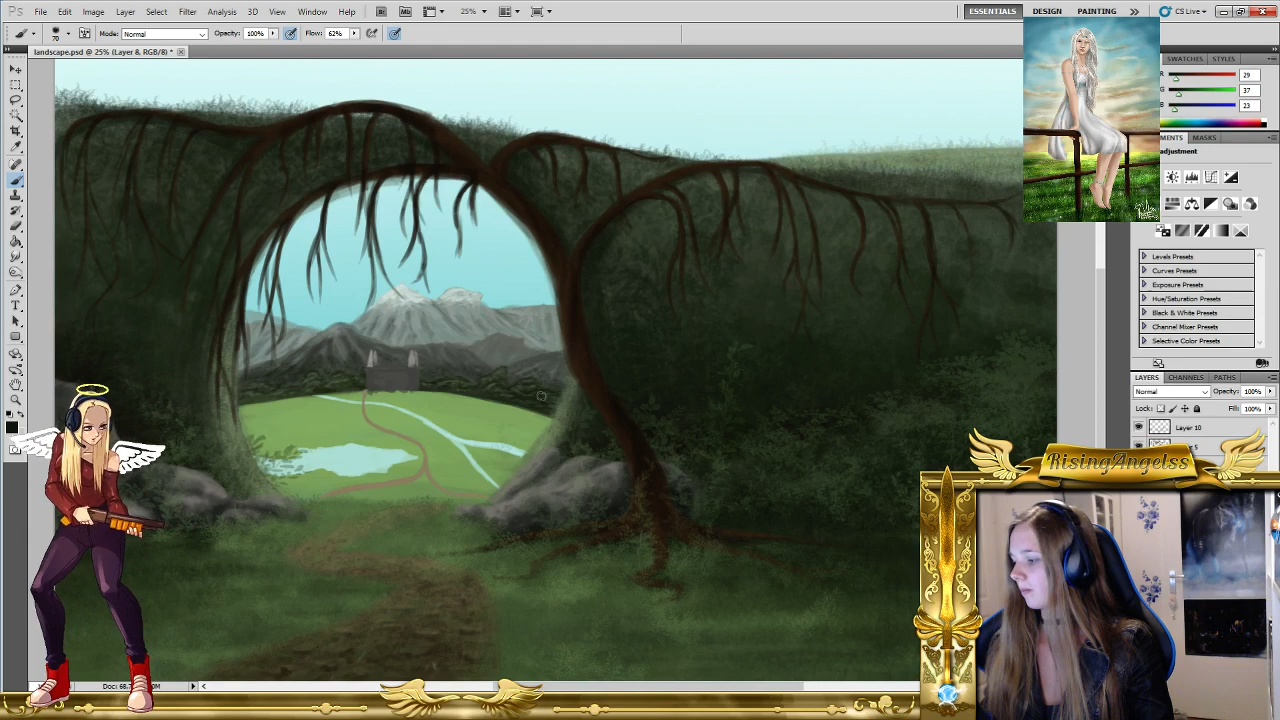 Ps File Edit Image Layer Select Filter Analysis 3D View Window Help Br Mb 25% ESSENTIALS DESIGN PAINTING CS Live
70 Mode: Normal Opacity: 100% Flow: 62%
landscape.psd @ 25% (Layer 8, RGB/8) *
SWATCHES STYLES
R 29
G 37
B 23
MENTS MASKS
adjustment
Levels Presets
Curves Presets
Exposure Presets
Hue/Saturation Presets
Black & White Presets
Channel Mixer Presets
Selective Color Presets
LAYERS CHANNELS PATHS
Normal Opacity: 100%
Lock: Fill: 100%
Layer 10
RisingAngelss